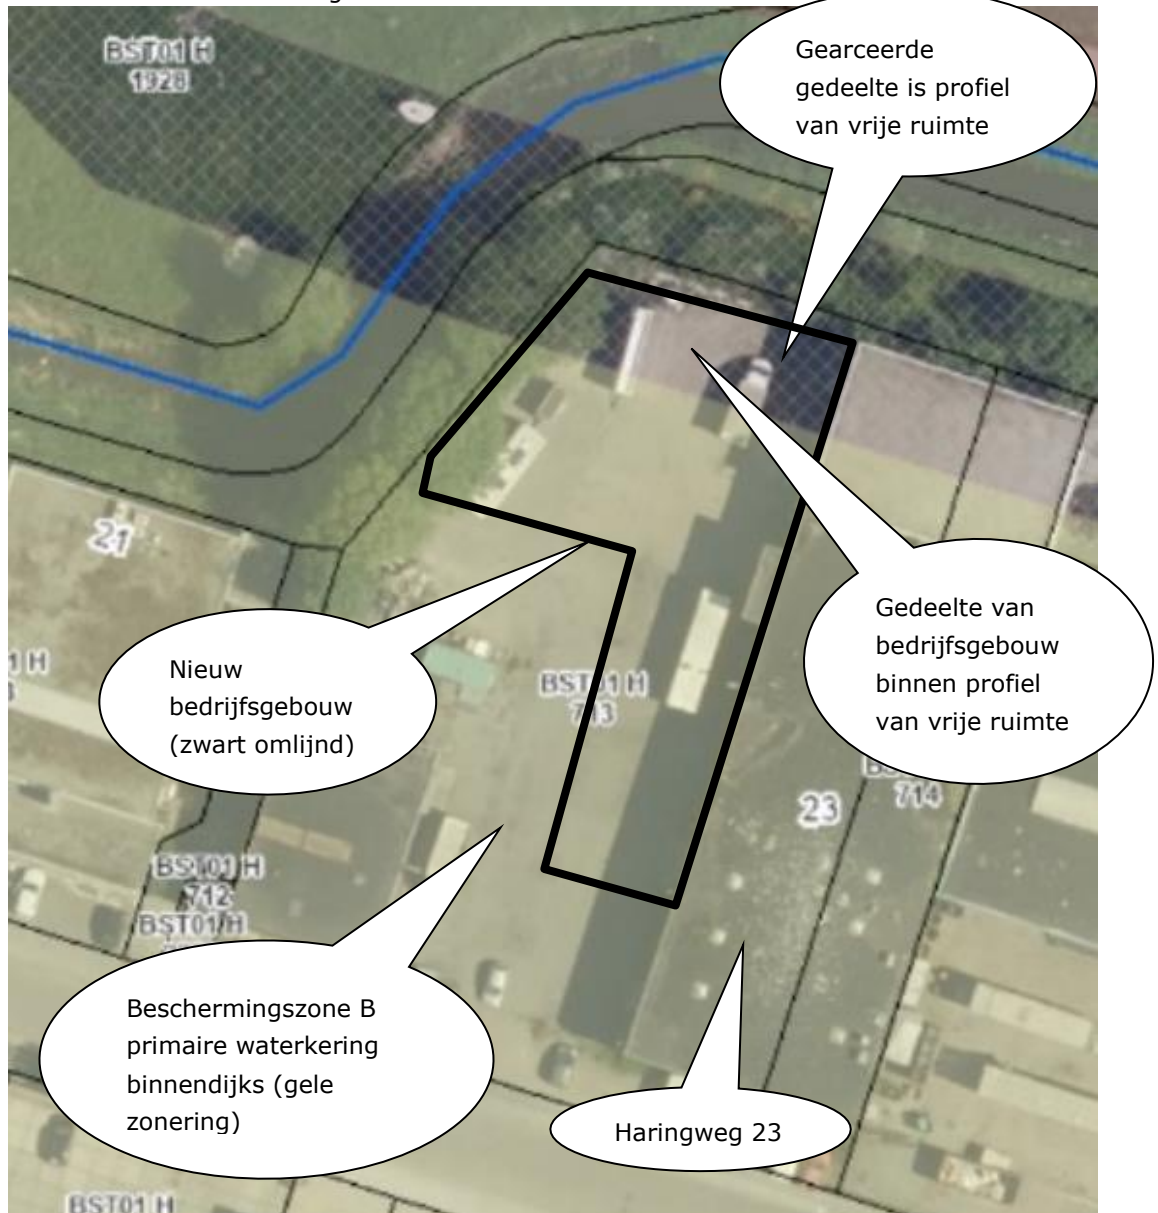 BST01 H
1928
Gearceerde
gedeelte is profiel
van vrije ruimte
21
Nieuw
bedrijfsgebouw
(zwart omlijnd)
BST01 H
713
Gedeelte van
bedrijfsgebouw
binnen profiel
van vrije ruimte
714
23
BST01 H
712
BST01 H
Beschermingszone B
primaire waterkering
binnendijks (gele
zonering)
Haringweg 23
BST01 H